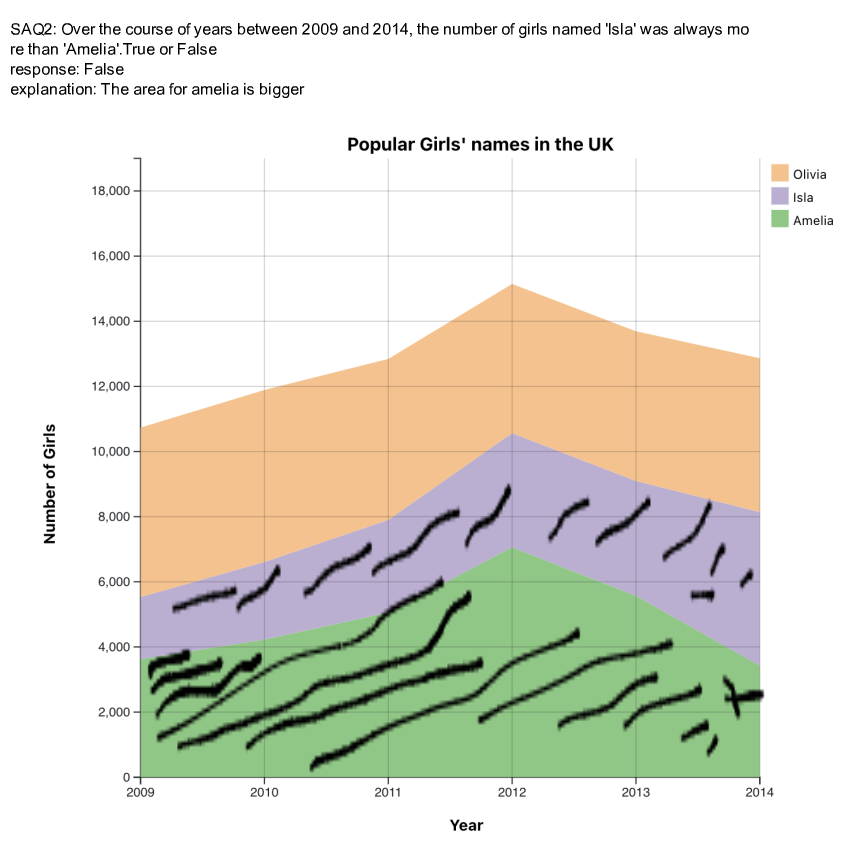 SAQ2: Over the course of years between 2009 and 2014, the number of girls named 'Isla' was always mo
re than 'Amelia'.True or False
response: False
explanation: The area for amelia is bigger
Popular Girls' names in the UK
Olivia
Isla
Amelia
18,000
16,000
14,000
12,000
10,000
8,000
6,000
4,000
2,000
0
Number of Girls
2009 2010 2011 2012 2013 2014
Year